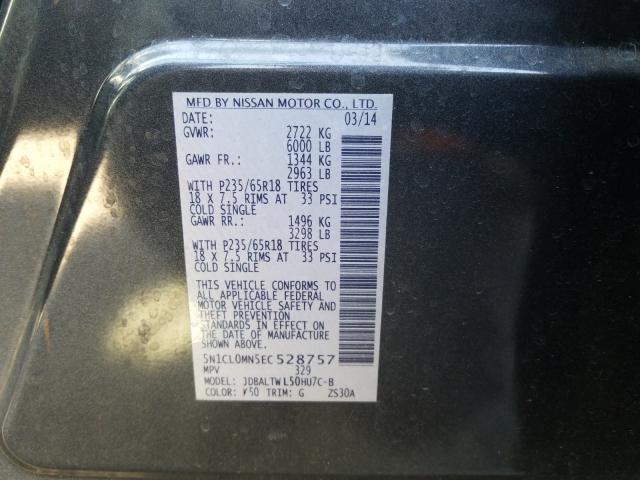 MFD BY NISSAN MOTOR CO., LTD.
DATE: 03/14
GVWR: 2722 KG
6000 LB
GAWR FR.: 1344 KG
2963 LB
WITH P235/65R18 TIRES
18 X 7.5 RIMS AT 33 PSI
COLD SINGLE
GAWR RR.: 1496 KG
3298 LB
WITH P235/65R18 TIRES
18 X 7.5 RIMS AT 33 PSI
COLD SINGLE
THIS VEHICLE CONFORMS TO
ALL APPLICABLE FEDERAL
MOTOR VEHICLE SAFETY AND
THEFT PREVENTION
STANDARDS IN EFFECT ON
THE DATE OF MANUFACTURE
SHOWN ABOVE.
5N1CL0MN5EC528757
MPV 329
MODEL: JDBALTWL50HU7C-B
COLOR: K50 TRIM: G ZS30A